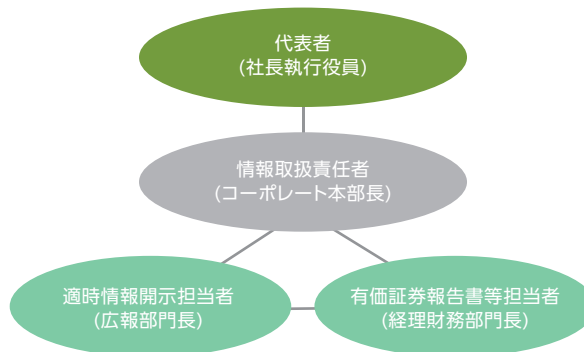 代表者
(社長執行役員)
情報取扱責任者
(コーポレート本部長)
適時情報開示担当者
(広報部門長)
有価証券報告書等担当者
(経理財務部門長)